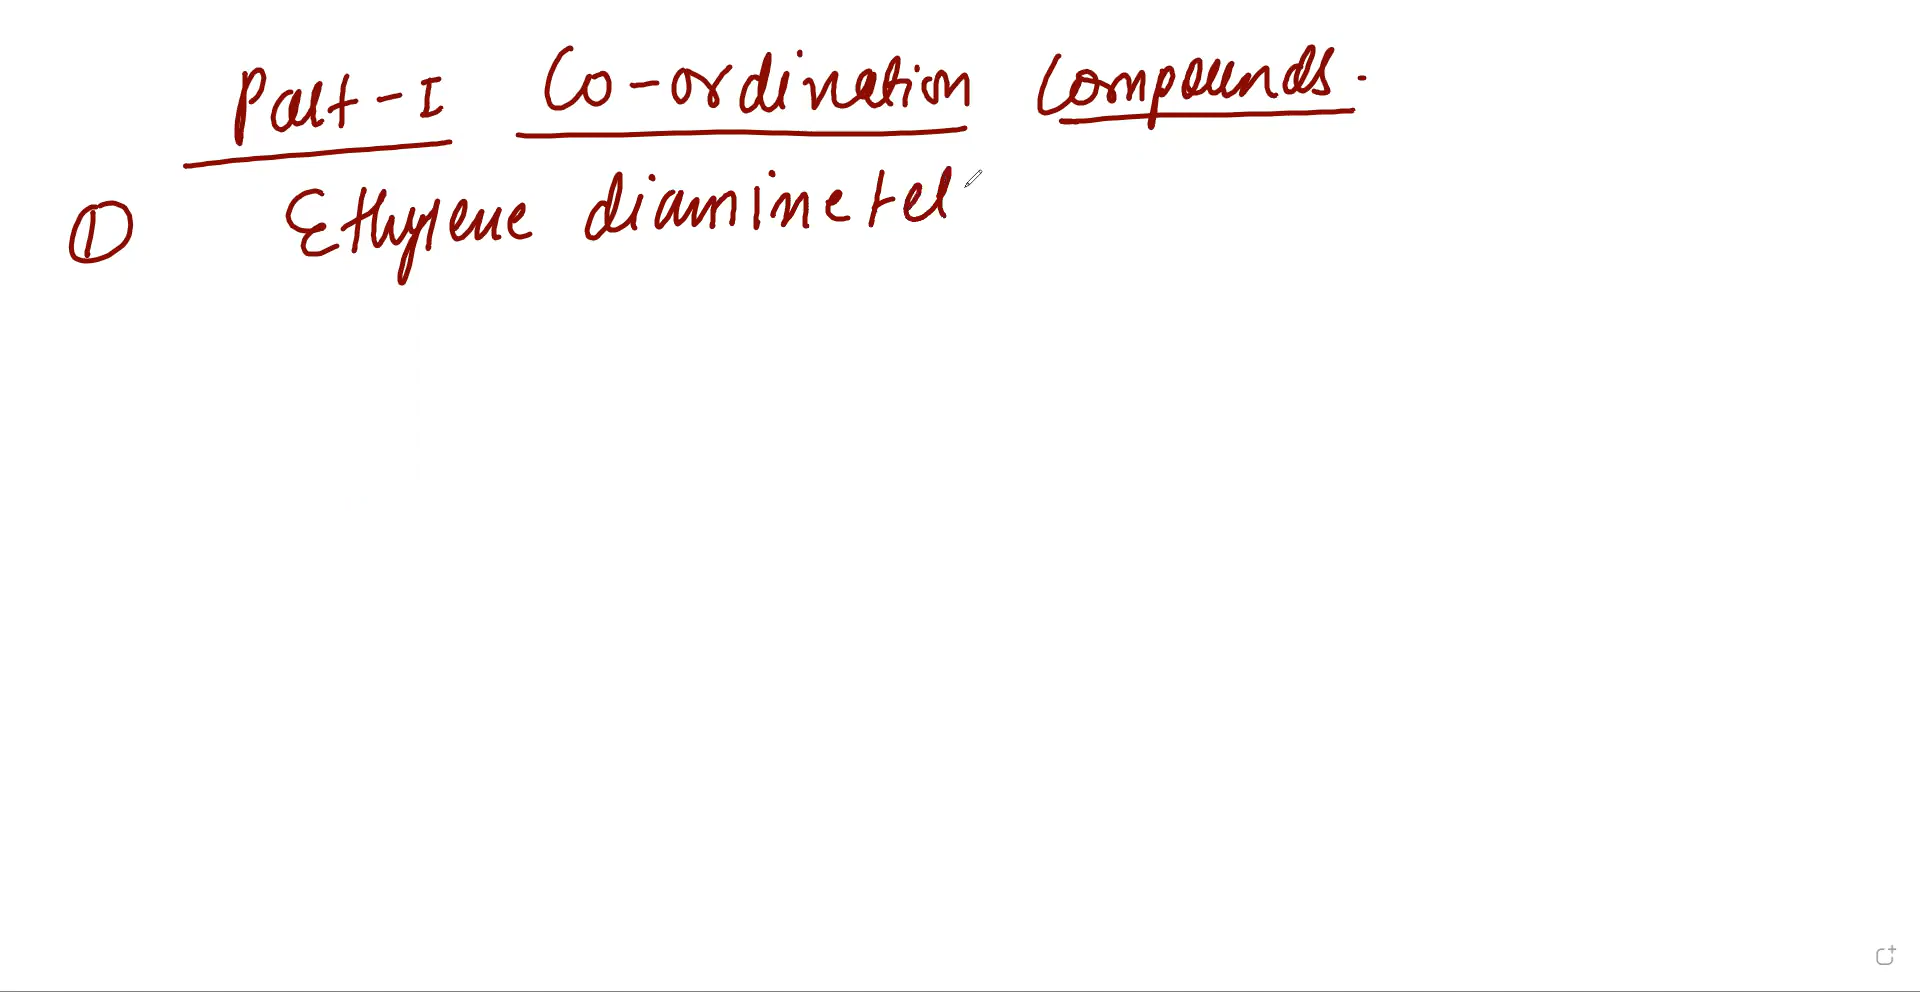 Part-I Co-ordination Compounds.
① Ethylene diaminetet